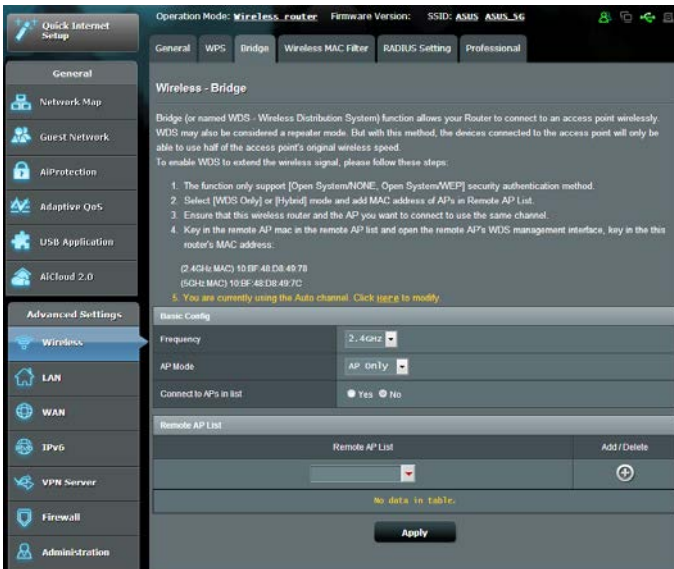 Quick Internet
Setup
Operation Mode: Wireless router Firmware Version: SSID: ASUS ASUS_5G
General WPS Bridge Wireless MAC Filter RADIUS Setting Professional
General
Network Map
Guest Network
AiProtection
Adaptive QoS
USB Application
AiCloud 2.0
Advanced Settings
Wireless
LAN
WAN
IPv6
VPN Server
Firewall
Administration
Wireless - Bridge
Bridge (or named WDS - Wireless Distribution System) function allows your Router to connect to an access point wirelessly.
WDS may also be considered a repeater mode. But with this method, the devices connected to the access point will only be
able to use half of the access point's original wireless speed.
To enable WDS to extend the wireless signal, please follow these steps:
1. The function only support [Open System/NONE, Open System/WEP] security authentication method.
2. Select [WDS Only] or [Hybrid] mode and add MAC address of APs in Remote AP List.
3. Ensure that this wireless router and the AP you want to connect to use the same channel.
4. Key in the remote AP mac in the remote AP list and open the remote AP's WDS management interface, key in the this
router's MAC address:
(2.4GHz MAC) 10:BF:48:D8:49:78
(5GHz MAC) 10:BF:48:D8:49:7C
5. You are currently using the Auto channel. Click Here to modify.
Basic Config
Frequency 2.4GHz
AP Mode AP Only
Connect to APs in list Yes No
Remote AP List
Remote AP List Add / Delete
No data in table.
Apply